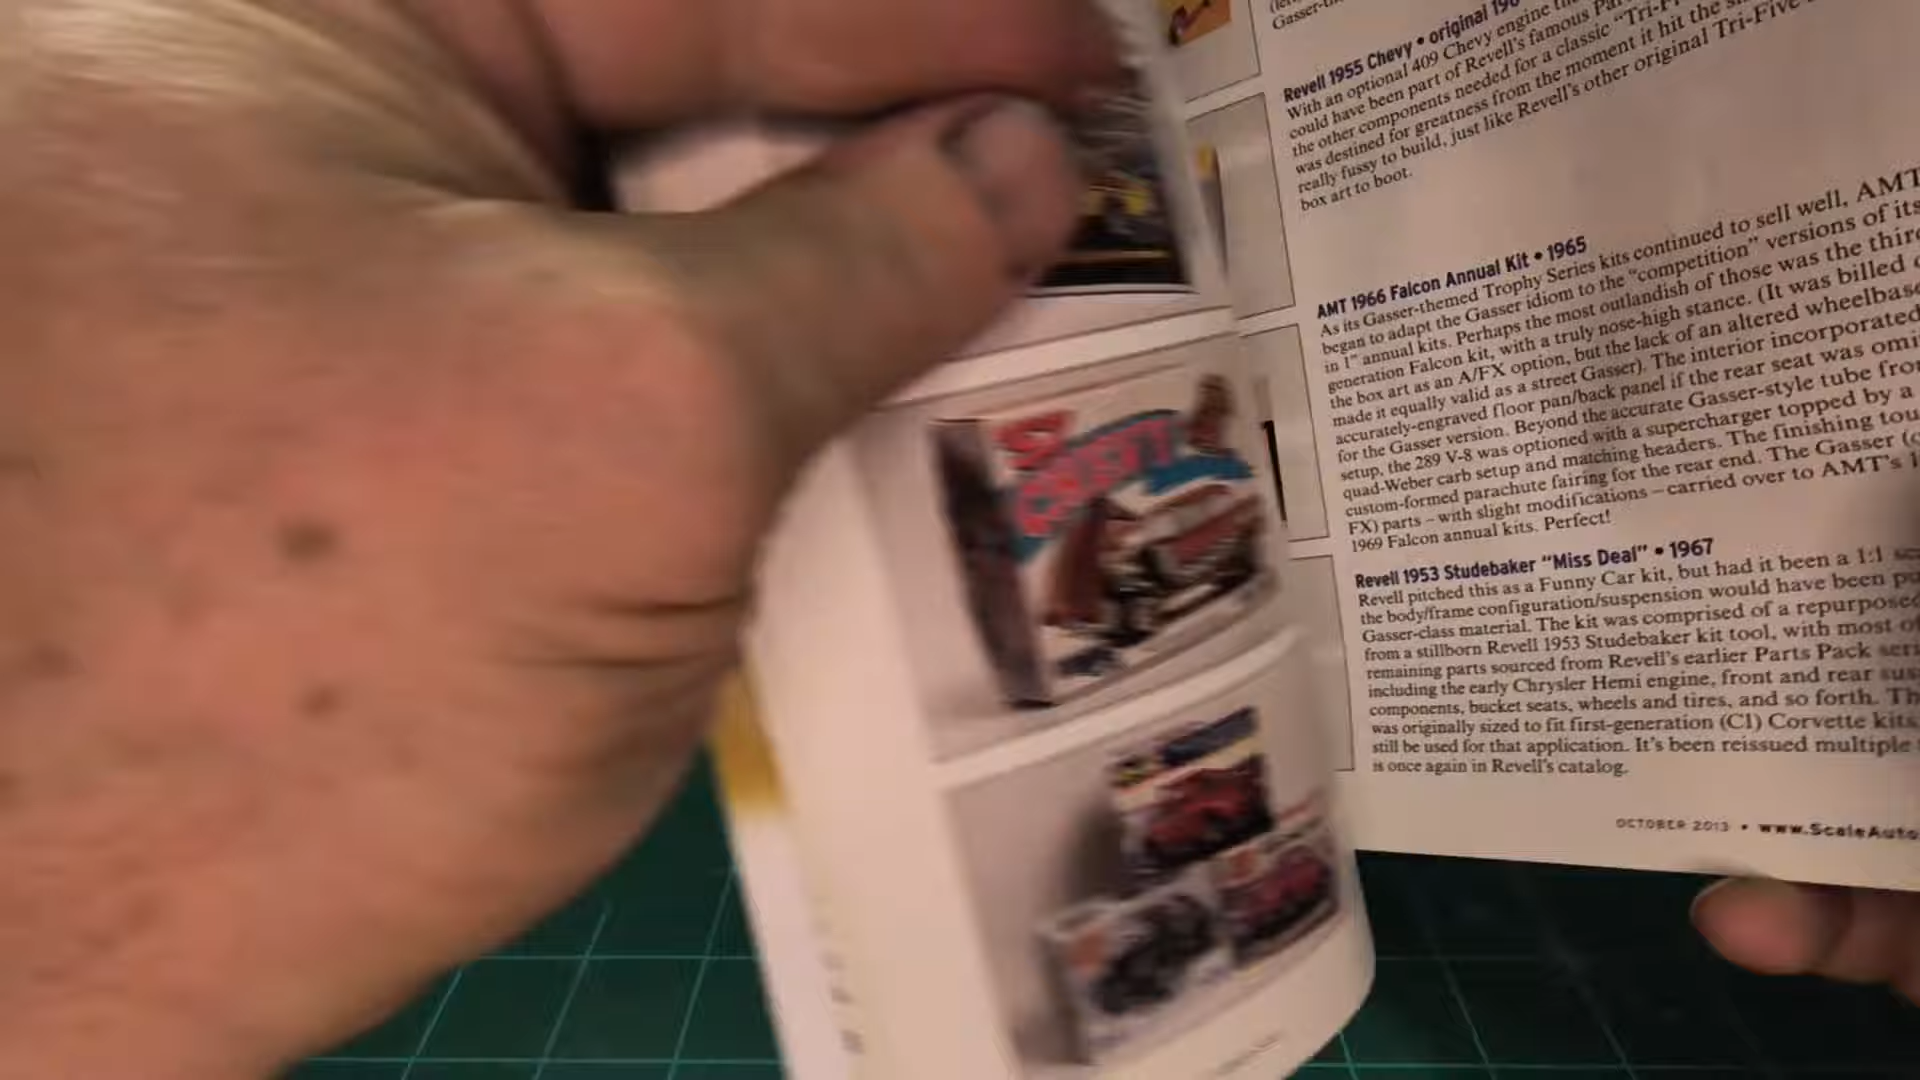 '57
CHEVY
Gasser-th
Revell 1955 Chevy • original 196
With an optional 409 Chevy engine
could have been part of Revell's famous
the other components needed for a classic "Tri-F
was destined for greatness from the moment it hit the
really fussy to build, just like Revell's other original Tri-Five
box art to boot.
AMT 1966 Falcon Annual Kit • 1965
As its Gasser-themed Trophy Series kits continued to sell well, AMT
began to adapt the Gasser idiom to the "competition" versions of its
in 1" annual kits. Perhaps the most outlandish of those was the third
generation Falcon kit, with a truly nose-high stance. (It was billed
the box art as an A/FX option, but the lack of an altered wheelbase
made it equally valid as a street Gasser). The interior incorporated
accurately-engraved floor pan/back panel if the rear seat was omi
for the Gasser version. Beyond the accurate Gasser-style tube fron
setup, the 289 V-8 was optioned with a supercharger topped by a
quad-Weber carb setup and matching headers. The finishing tou
custom-formed parachute fairing for the rear end. The Gasser (o
FX) parts – with slight modifications – carried over to AMT's 1
1969 Falcon annual kits. Perfect!
Revell 1953 Studebaker "Miss Deal" • 1967
Revell pitched this as a Funny Car kit, but had it been a 1:1 sc
the body/frame configuration/suspension would have been pu
Gasser-class material. The kit was comprised of a repurposed
from a stillborn Revell 1953 Studebaker kit tool, with most of
remaining parts sourced from Revell's earlier Parts Pack seri
including the early Chrysler Hemi engine, front and rear sus
components, bucket seats, wheels and tires, and so forth. Th
was originally sized to fit first-generation (C1) Corvette kits,
still be used for that application. It's been reissued multiple
is once again in Revell's catalog.
OCTOBER 2013 • www.ScaleAuto